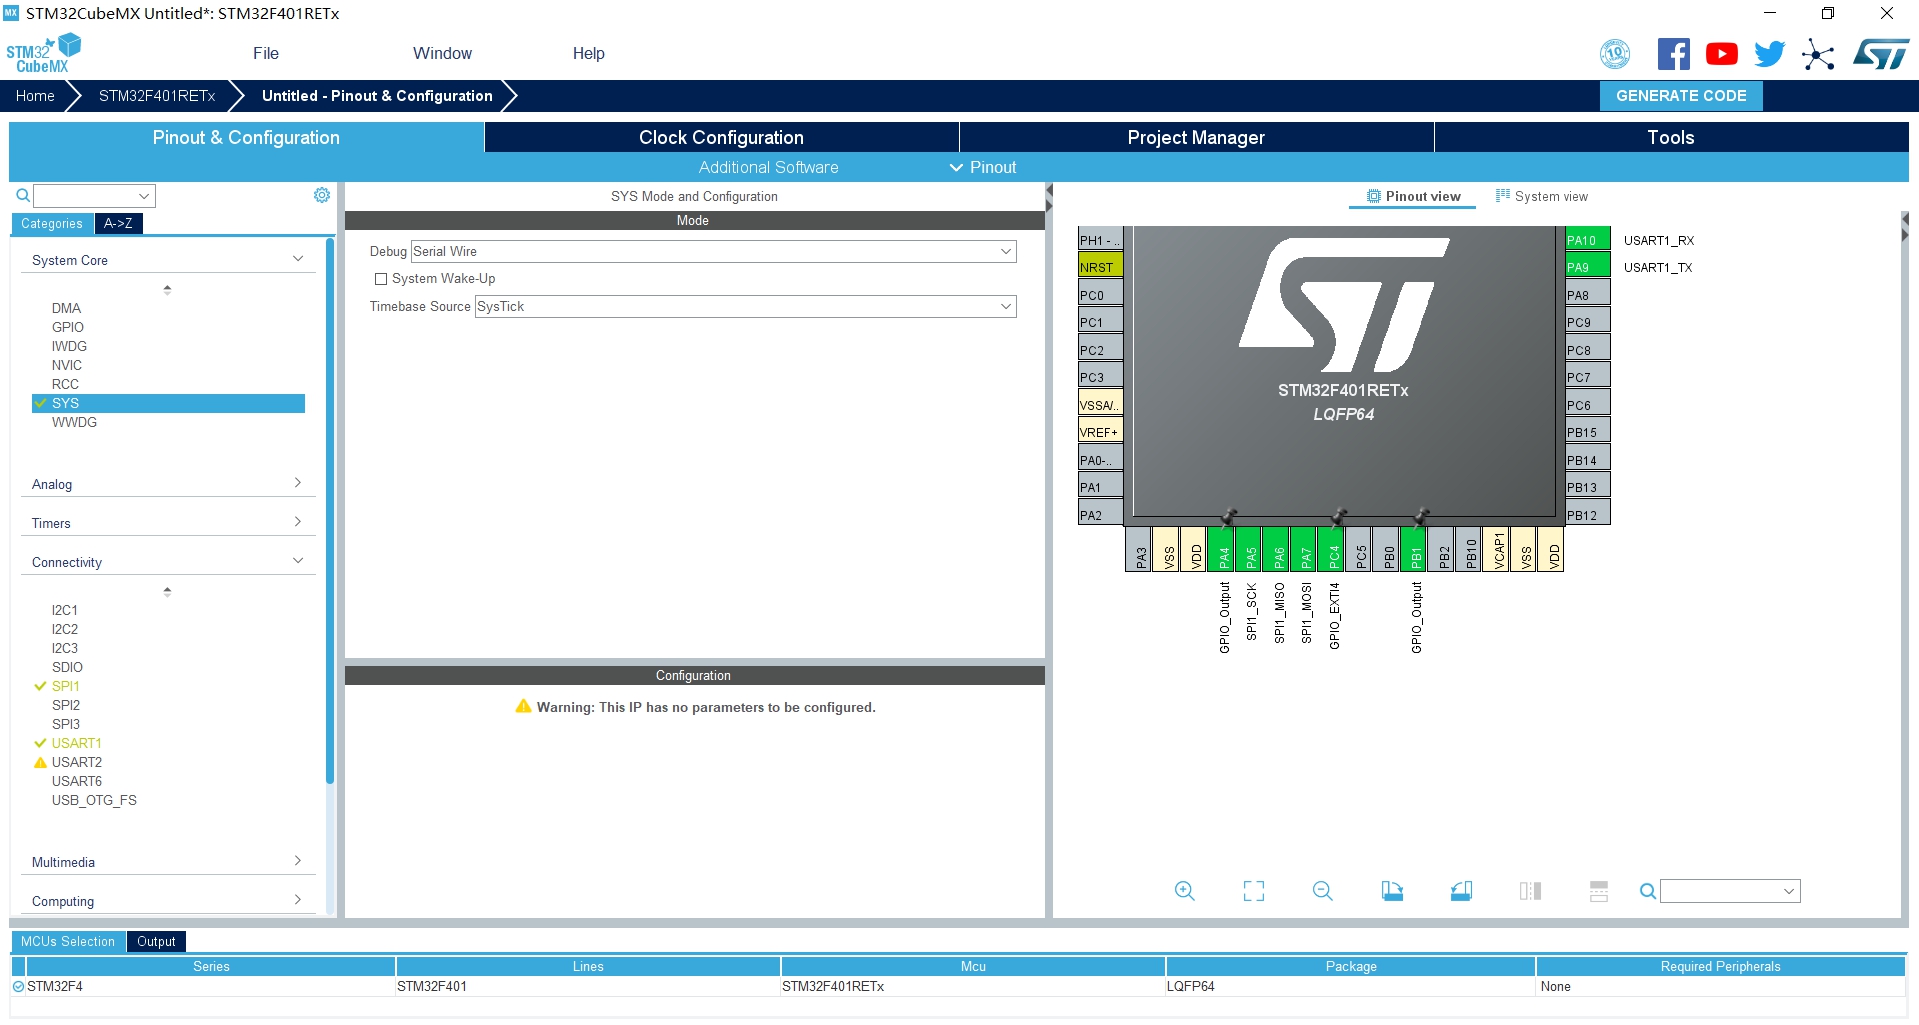 MX STM32CubeMX Untitled*: STM32F401RETx
STM32 CubeMX
File Window Help
10
Home STM32F401RETx Untitled - Pinout & Configuration GENERATE CODE
Pinout & Configuration Clock Configuration Project Manager Tools
Additional Software Pinout
Categories A->Z
System Core
DMA
GPIO
IWDG
NVIC
RCC
SYS
WWDG
Analog
Timers
Connectivity
I2C1
I2C2
I2C3
SDIO
SPI1
SPI2
SPI3
USART1
USART2
USART6
USB_OTG_FS
Multimedia
Computing
SYS Mode and Configuration
Mode
Debug Serial Wire
System Wake-Up
Timebase Source SysTick
Configuration
Warning: This IP has no parameters to be configured.
Pinout view System view
PH1 - ..
NRST
PC0
PC1
PC2
PC3
VSSA/..
VREF+
PA0-..
PA1
PA2
STM32F401RETx
LQFP64
PA10 USART1_RX
PA9 USART1_TX
PA8
PC9
PC8
PC7
PC6
PB15
PB14
PB13
PB12
PA3
VSS
VDD
PA4 GPIO_Output
PA5 SPI1_SCK
PA6 SPI1_MISO
PA7 SPI1_MOSI
PC4 GPIO_EXTI4
PC5
PB0
PB1 GPIO_Output
PB2
PB10
VCAP1
VSS
VDD
MCUs Selection Output
Series Lines Mcu Package Required Peripherals
STM32F4 STM32F401 STM32F401RETx LQFP64 None